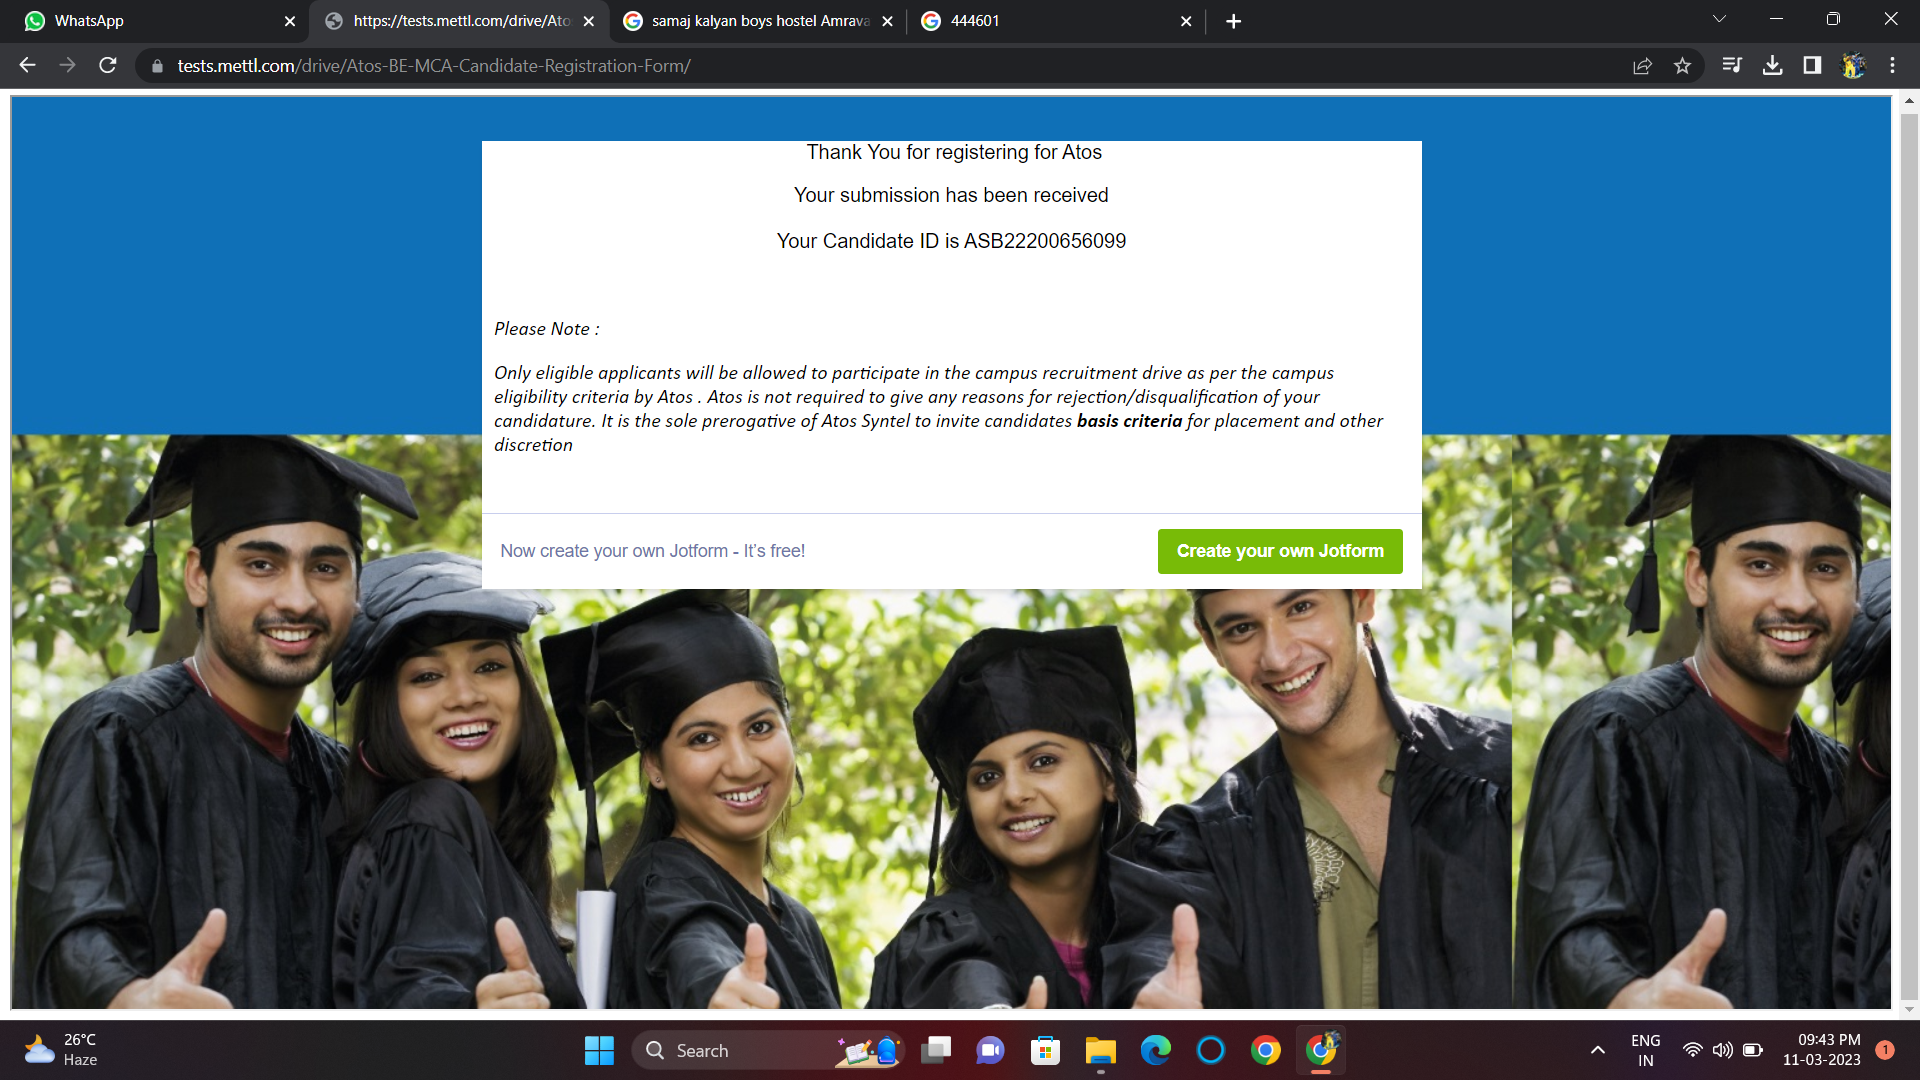 WhatsApp
https://tests.mettl.com/drive/Ato
samaj kalyan boys hostel Amrava
444601
tests.mettl.com/drive/Atos-BE-MCA-Candidate-Registration-Form/
Thank You for registering for Atos
Your submission has been received
Your Candidate ID is ASB22200656099
Please Note :
Only eligible applicants will be allowed to participate in the campus recruitment drive as per the campus
eligibility criteria by Atos . Atos is not required to give any reasons for rejection/disqualification of your
candidature. It is the sole prerogative of Atos Syntel to invite candidates basis criteria for placement and other
discretion
Now create your own Jotform - It's free!
Create your own Jotform
26°C
Haze
Search
ENG
IN
09:43 PM
11-03-2023
1